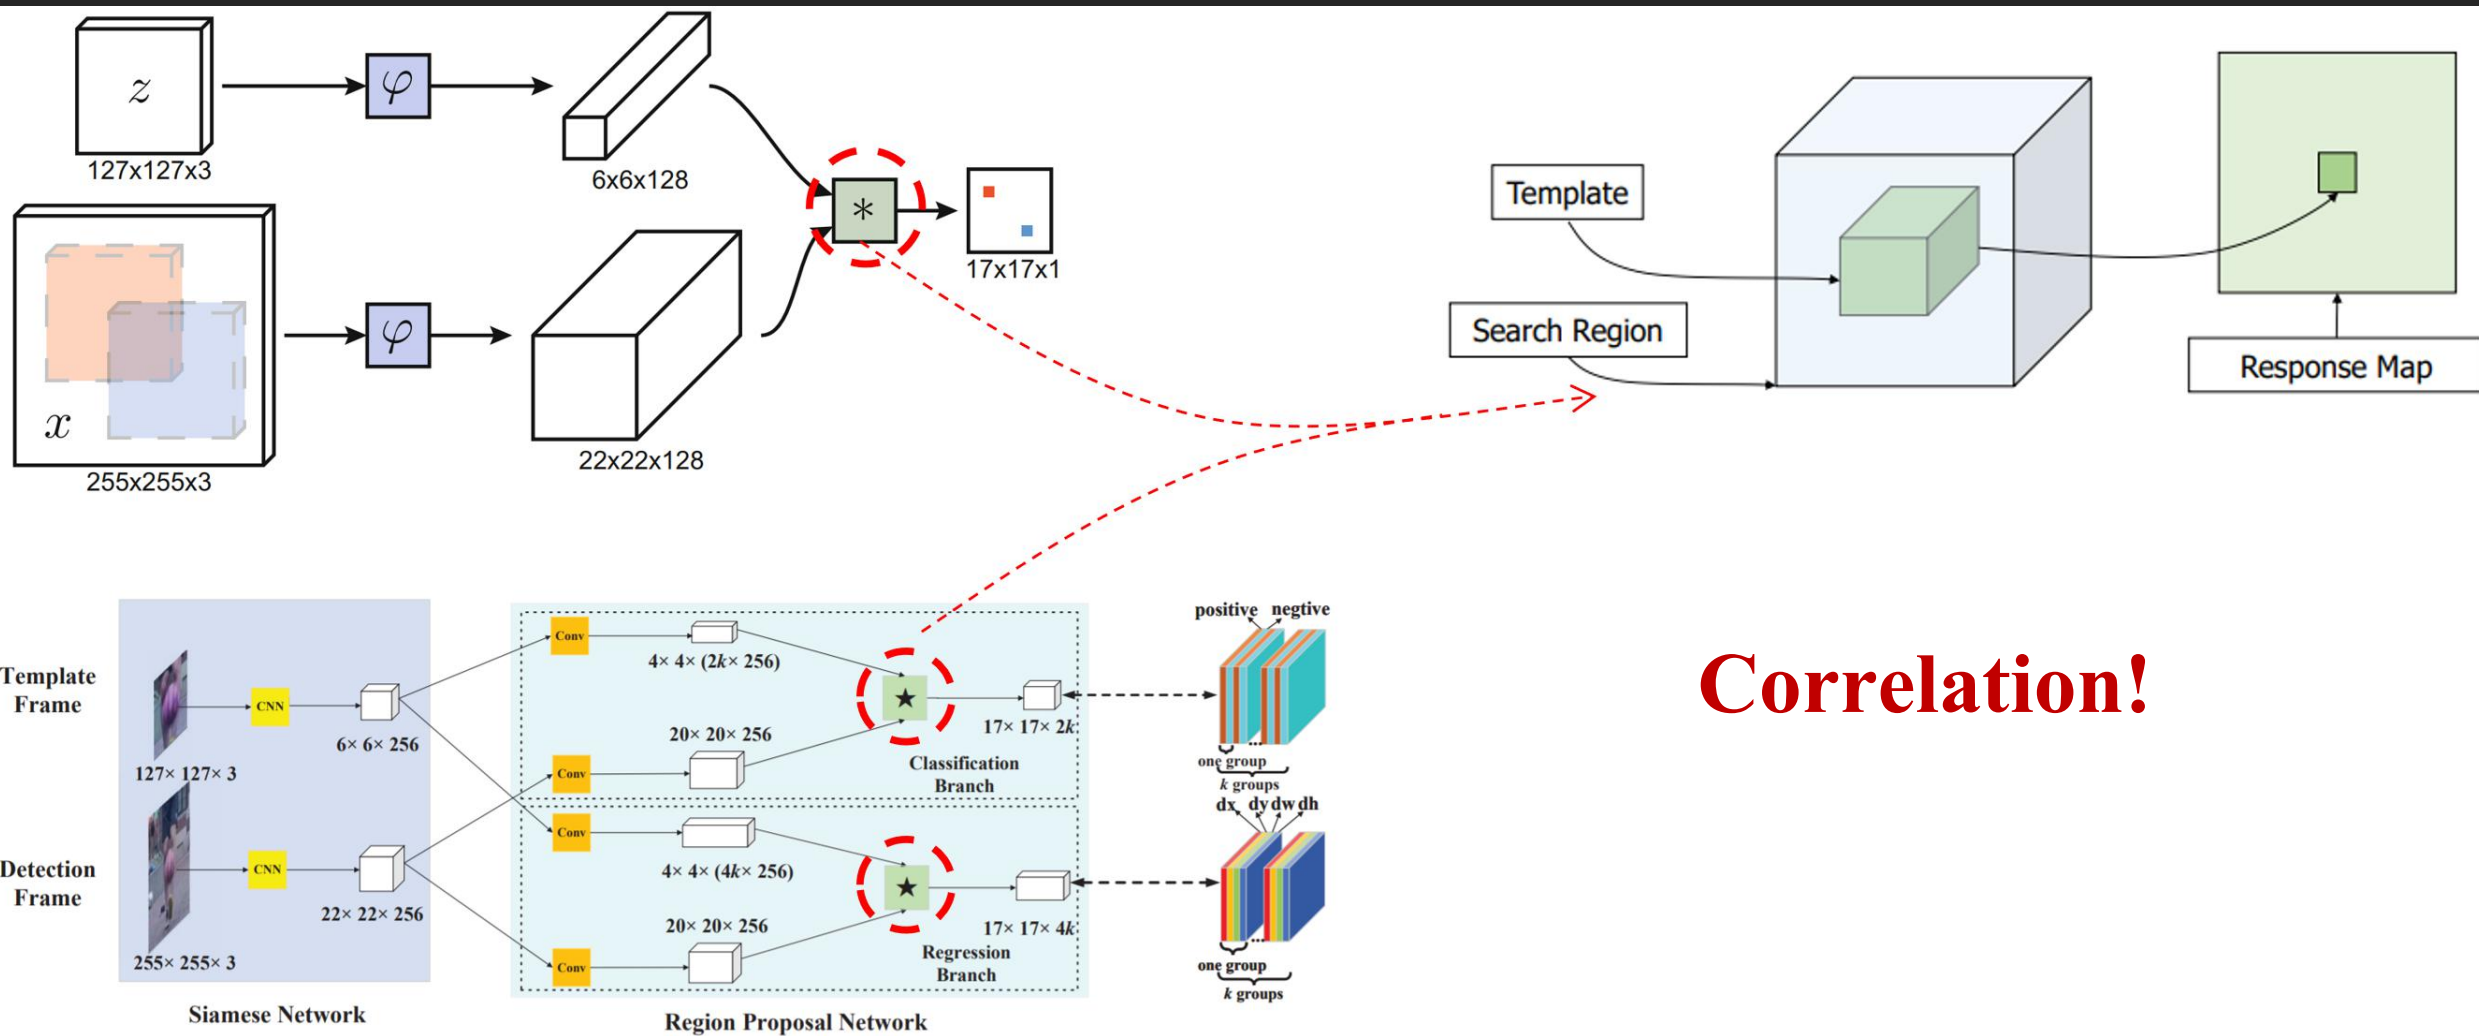 z
φ
127x127x3
6x6x128
*
17x17x1
x
φ
255x255x3
22x22x128
Template
Search Region
Response Map
Correlation!
Template
Frame
127× 127× 3
CNN
6× 6× 256
Detection
Frame
255× 255× 3
CNN
22× 22× 256
Siamese Network
Conv
4× 4× (2k× 256)
★
17× 17× 2k
20× 20× 256
Conv
Classification
Branch
Conv
4× 4× (4k× 256)
★
17× 17× 4k
20× 20× 256
Conv
Regression
Branch
Region Proposal Network
positive negtive
...
one group
k groups
dx dy dw dh
...
one group
k groups